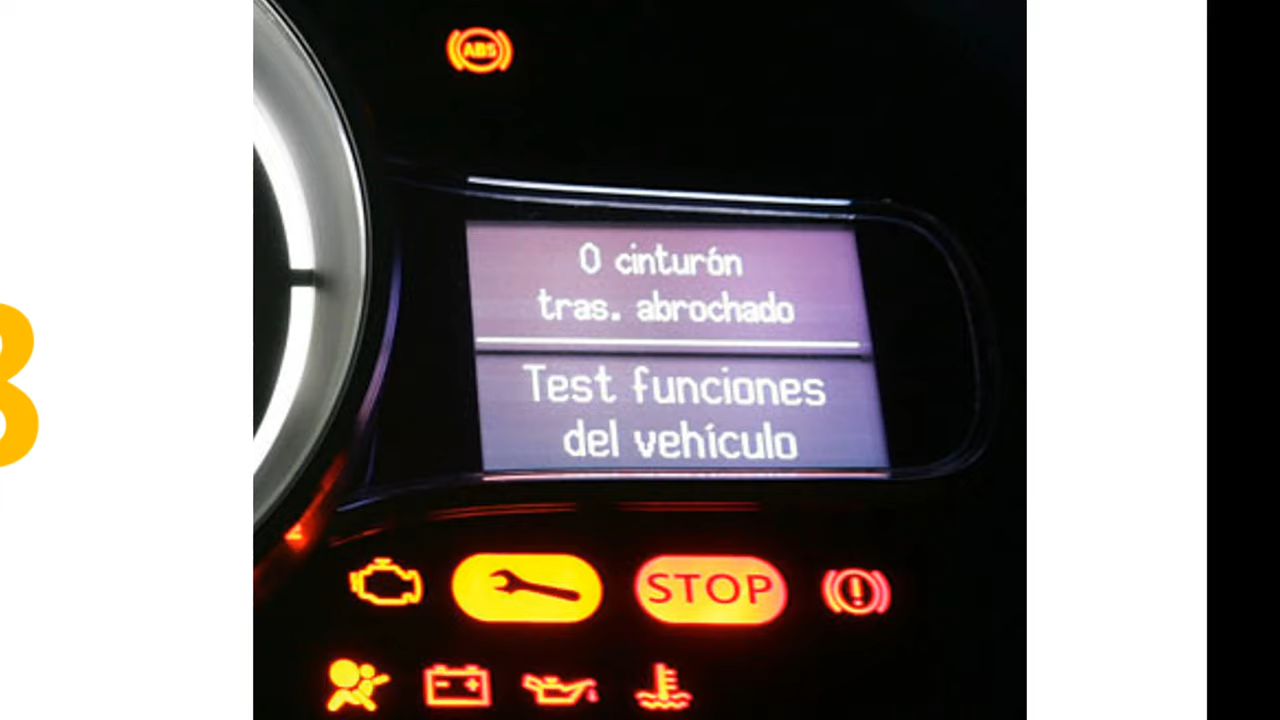 ABS
0 cinturón
tras. abrochado
Test funciones
del vehículo
STOP